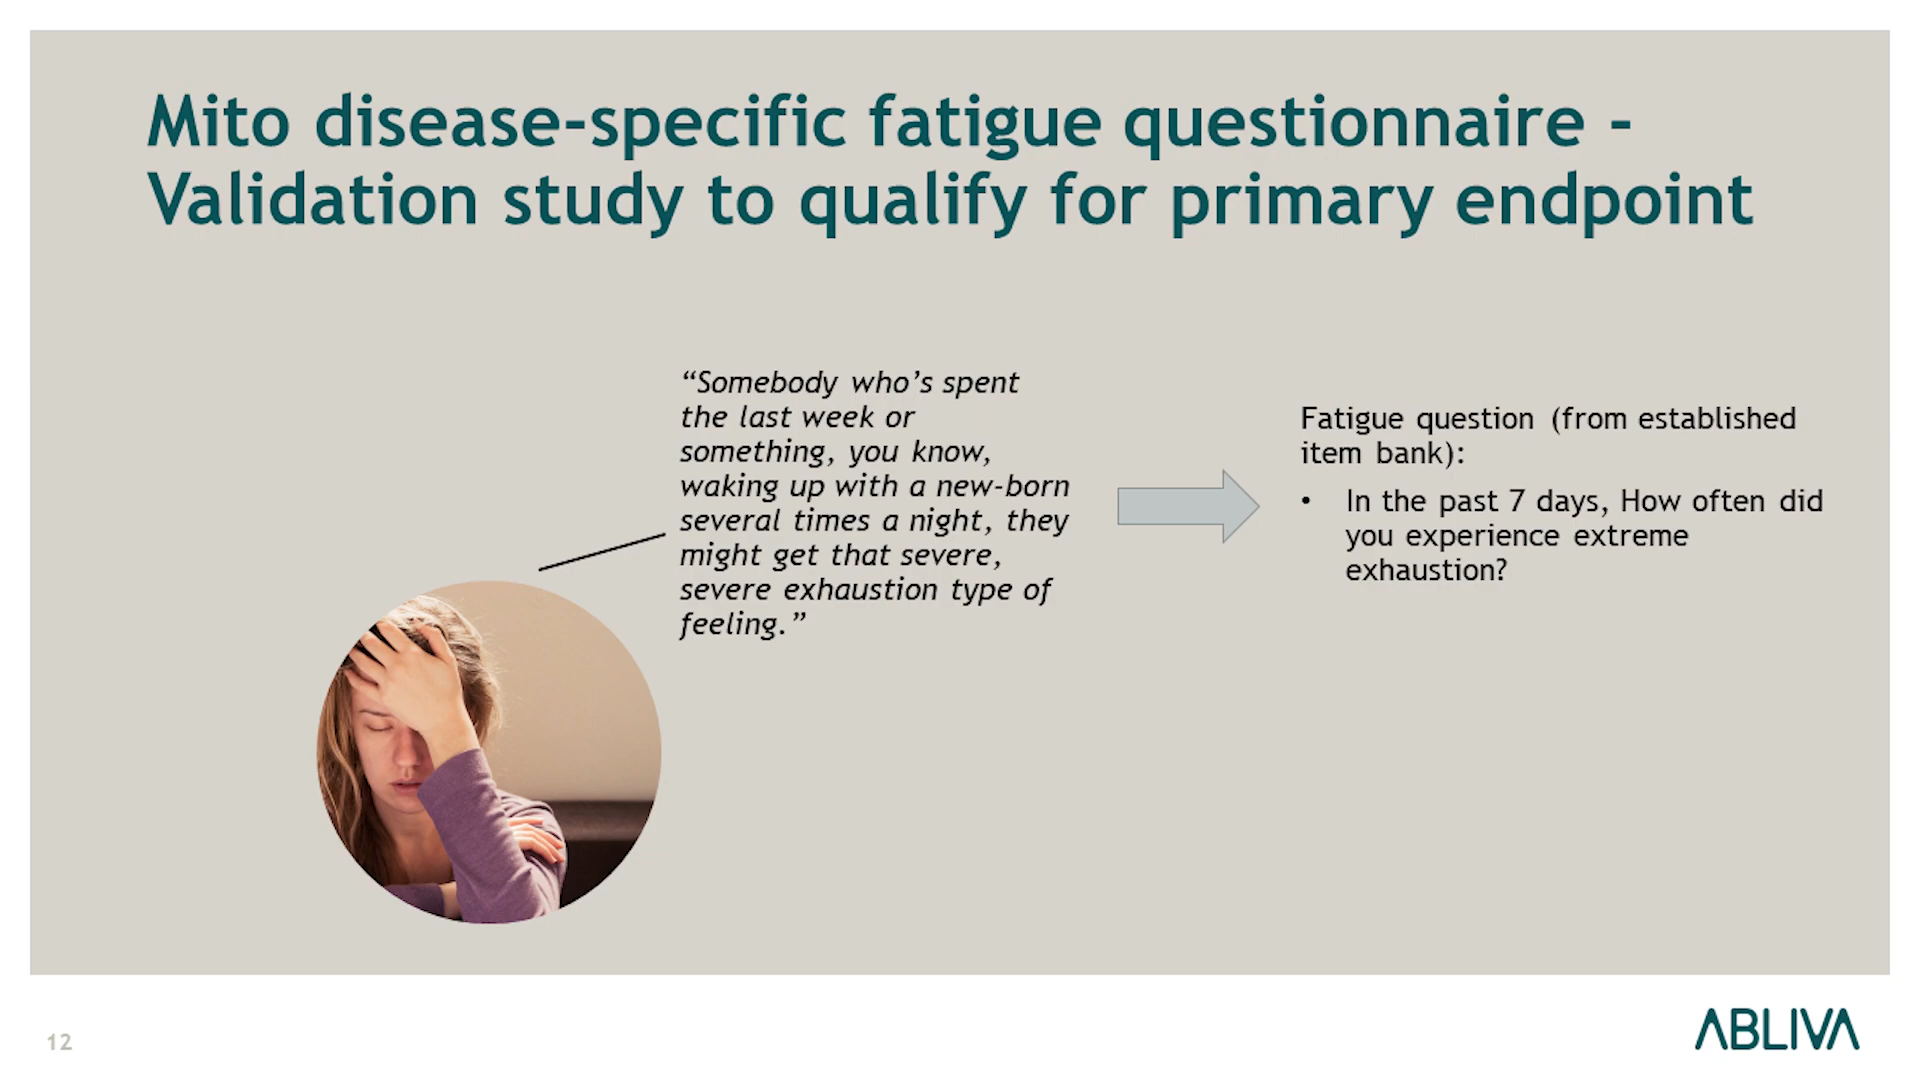 Mito disease-specific fatigue questionnaire -
Validation study to qualify for primary endpoint
“Somebody who’s spent
the last week or
something, you know,
waking up with a new-born
several times a night, they
might get that severe,
severe exhaustion type of
feeling.”
Fatigue question (from established
item bank):
• In the past 7 days, How often did
you experience extreme
exhaustion?
12
ABLIVA